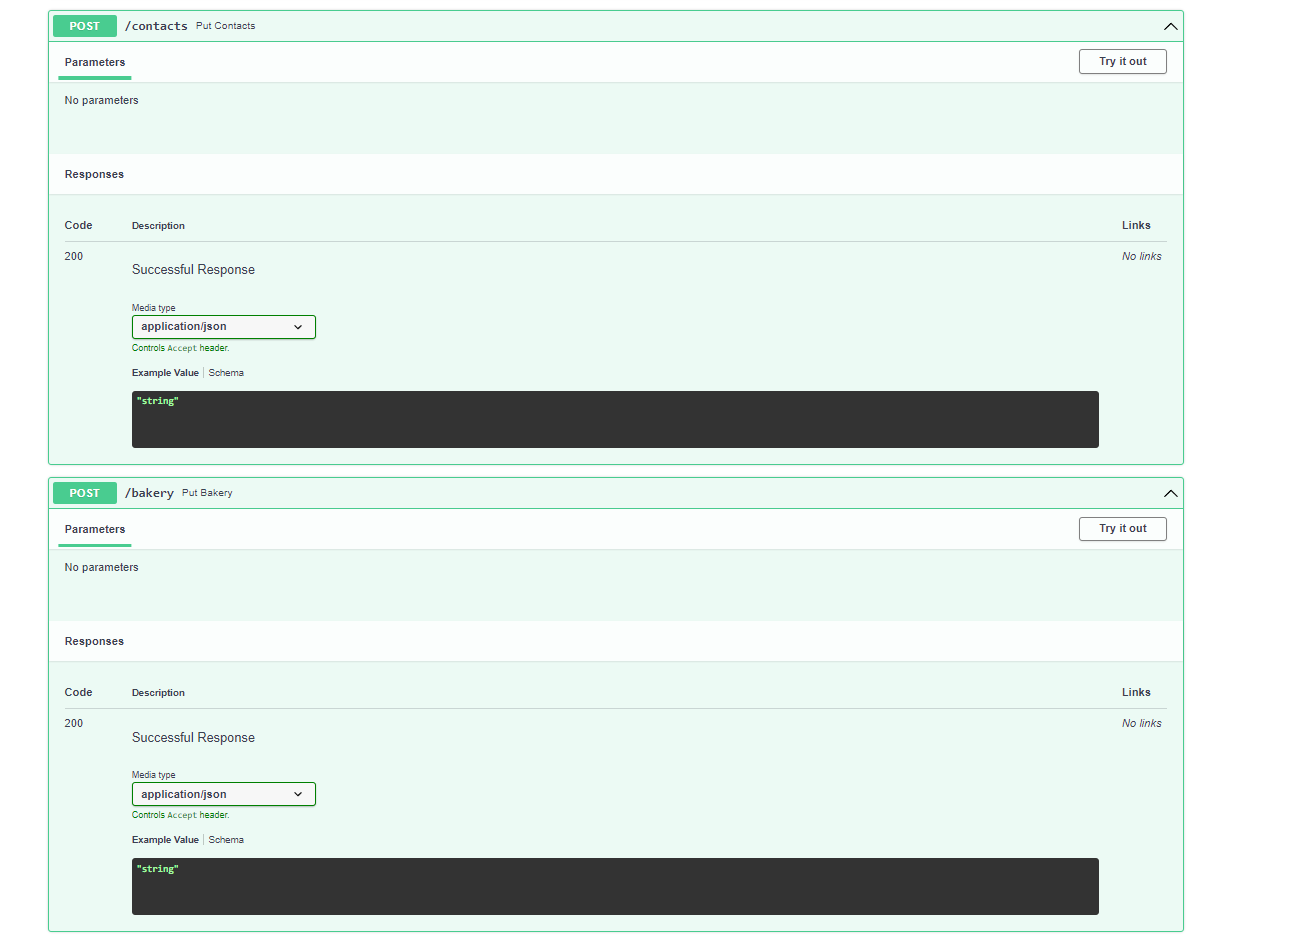 POST /contacts Put Contacts
Parameters Try it out
No parameters
Responses
Code Description Links
200 Successful Response No links
Media type
application/json
Controls Accept header.
Example Value Schema
"string"
POST /bakery Put Bakery
Parameters Try it out
No parameters
Responses
Code Description Links
200 Successful Response No links
Media type
application/json
Controls Accept header.
Example Value Schema
"string"